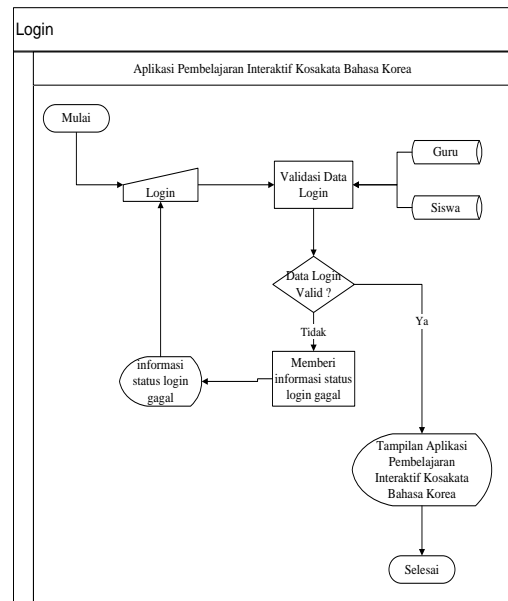 Login
Aplikasi Pembelajaran Interaktif Kosakata Bahasa Korea
Mulai
Login
Validasi Data
Login
Guru
Siswa
Data Login
Valid ?
Ya
Tidak
informasi
status login
gagal
Memberi
informasi status
login gagal
Tampilan Aplikasi
Pembelajaran
Interaktif Kosakata
Bahasa Korea
Selesai